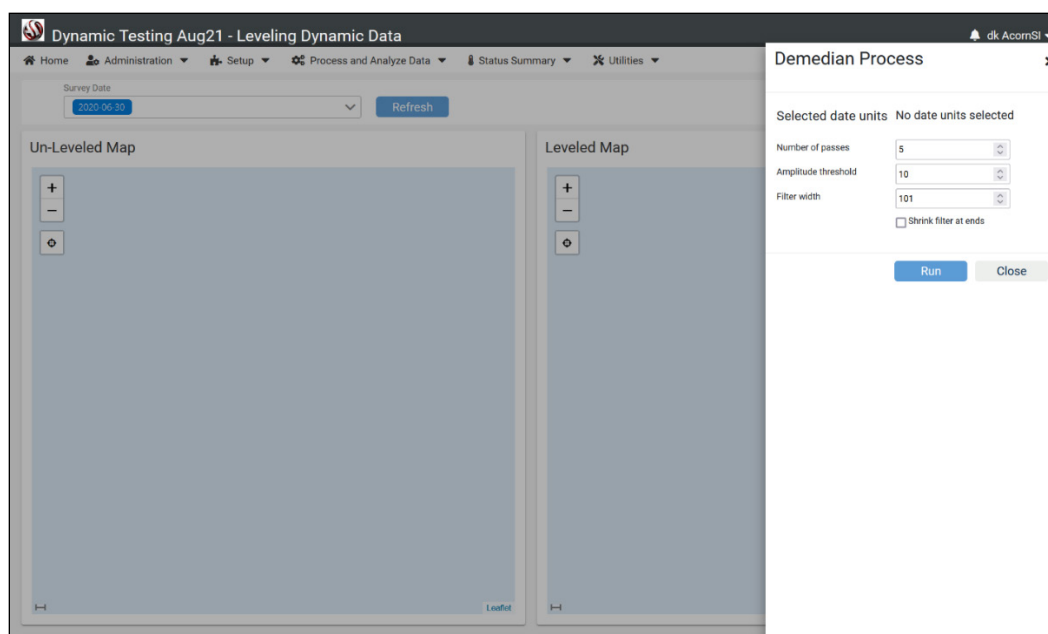 Dynamic Testing Aug21 - Leveling Dynamic Data
dk AcornSI
Home Administration Setup Process and Analyze Data Status Summary Utilities
Survey Date
2020-06-30
Refresh
Un-Leveled Map
Leveled Map
+
−
+
−
Leaflet
Demedian Process
Selected date units No date units selected
Number of passes 5
Amplitude threshold 10
Filter width 101
Shrink filter at ends
Run Close